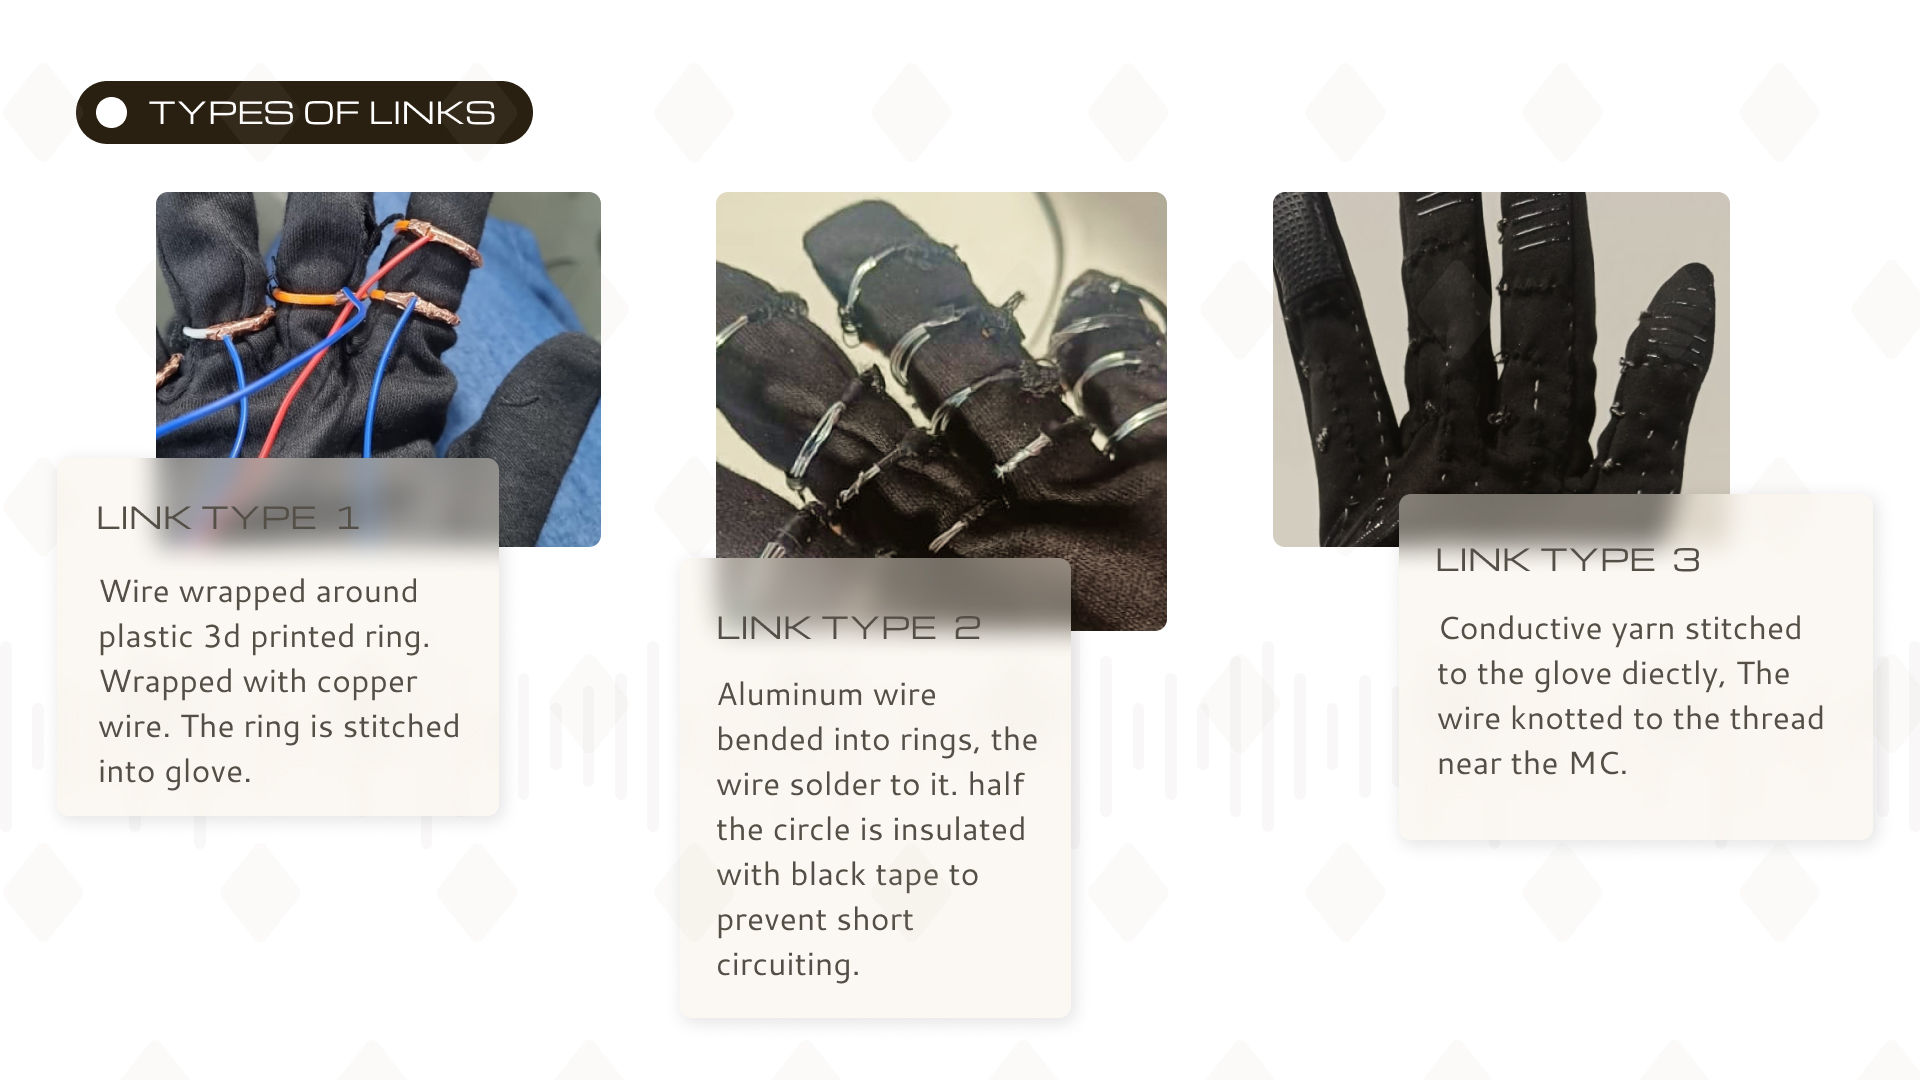 TYPES OF LINKS
LINK TYPE 1
Wire wrapped around
plastic 3d printed ring.
Wrapped with copper
wire. The ring is stitched
into glove.
LINK TYPE 2
Aluminum wire
bended into rings, the
wire solder to it. half
the circle is insulated
with black tape to
prevent short
circuiting.
LINK TYPE 3
Conductive yarn stitched
to the glove diectly, The
wire knotted to the thread
near the MC.